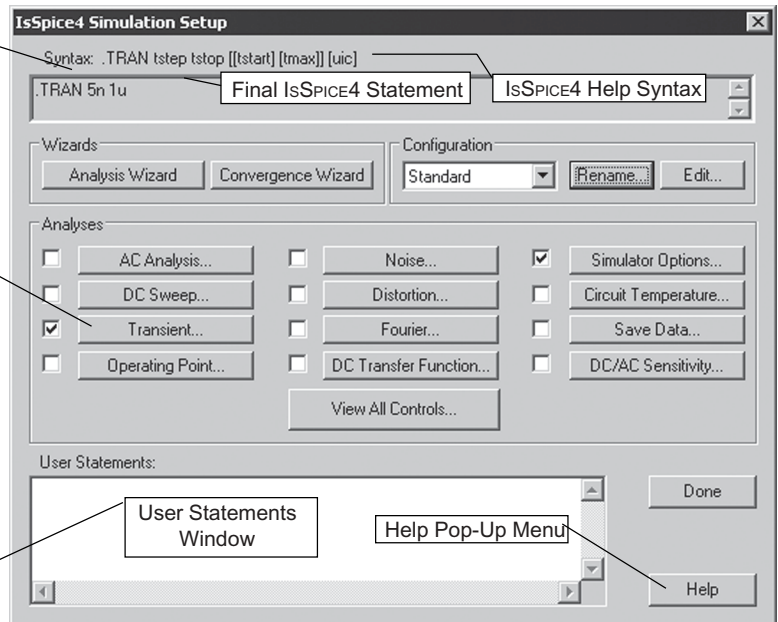 IsSpice4 Simulation Setup
Syntax: .TRAN tstep tstop [[tstart] [tmax]] [uic]
.TRAN 5n 1u
Final IsSpice4 Statement
IsSpice4 Help Syntax
Wizards
Analysis Wizard
Convergence Wizard
Configuration
Standard
Rename...
Edit...
Analyses
AC Analysis...
Noise...
Simulator Options...
DC Sweep...
Distortion...
Circuit Temperature...
Transient...
Fourier...
Save Data...
Operating Point...
DC Transfer Function...
DC/AC Sensitivity...
View All Controls...
User Statements:
User Statements
Window
Help Pop-Up Menu
Done
Help